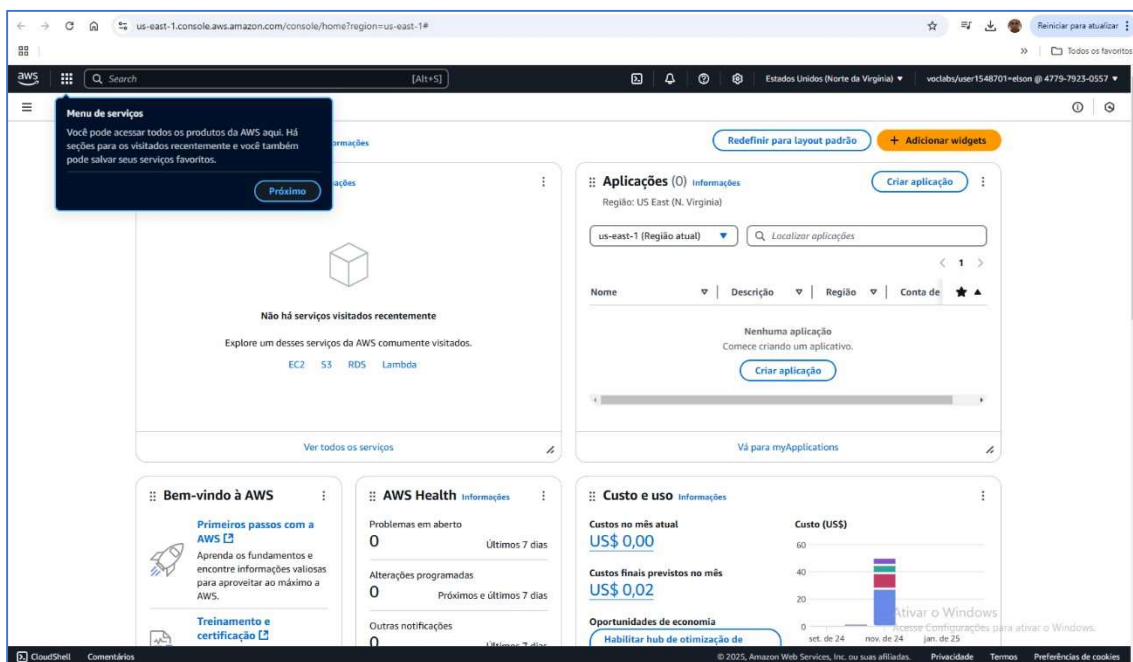 us-east-1.console.aws.amazon.com/console/home?region=us-east-1#
Reiniciar para atualizar
Todos os favoritos
aws
Search
[Alt+S]
Estados Unidos (Norte da Virgínia)
voclabs/user1548701=elson @ 4779-7923-0557
Menu de serviços
Você pode acessar todos os produtos da AWS aqui. Há
seções para os visitados recentemente e você também
pode salvar seus serviços favoritos.
Próximo
Redefinir para layout padrão
+ Adicionar widgets
Não há serviços visitados recentemente
Explore um desses serviços da AWS comumente visitados.
EC2 S3 RDS Lambda
Ver todos os serviços
Aplicações (0) Informações
Criar aplicação
Região: US East (N. Virginia)
us-east-1 (Região atual)
Localizar aplicações
1
Nome Descrição Região Conta de
Nenhuma aplicação
Comece criando um aplicativo.
Criar aplicação
Vá para myApplications
Bem-vindo à AWS
Primeiros passos com a
AWS
Aprenda os fundamentos e
encontre informações valiosas
para aproveitar ao máximo a
AWS.
Treinamento e
certificação
AWS Health Informações
Problemas em aberto
0 Últimos 7 dias
Alterações programadas
0 Próximos e últimos 7 dias
Outras notificações
0 Últimos 7 dias
Custo e uso Informações
Custos no mês atual
US$ 0,00
Custos finais previstos no mês
US$ 0,02
Oportunidades de economia
Habilitar hub de otimização de
Custo (US$)
60
40
20
0
set. de 24 nov. de 24 jan. de 25
Ativar o Windows
Acesse Configurações para ativar o Windows.
CloudShell Comentários
© 2025, Amazon Web Services, Inc. ou suas afiliadas. Privacidade Termos Preferências de cookies